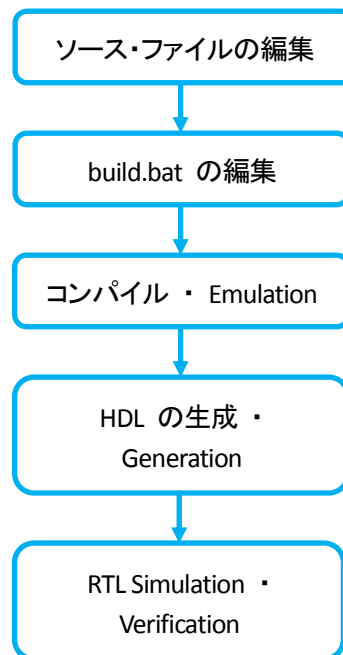 ソース・ファイルの編集
build.bat の編集
コンパイル ・ Emulation
HDL の生成 ・
Generation
RTL Simulation ・
Verification